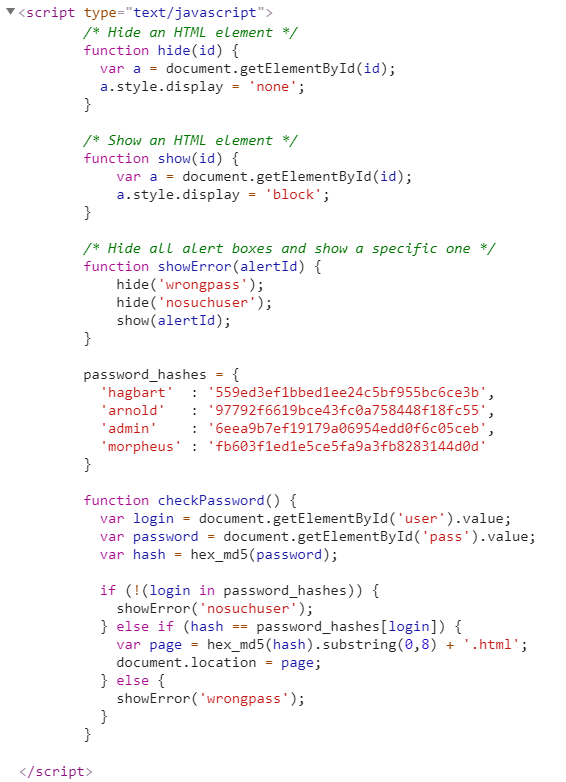 <script type="text/javascript">
/* Hide an HTML element */
function hide(id) {
var a = document.getElementById(id);
a.style.display = 'none';
}
/* Show an HTML element */
function show(id) {
var a = document.getElementById(id);
a.style.display = 'block';
}
/* Hide all alert boxes and show a specific one */
function showError(alertId) {
hide('wrongpass');
hide('nosuchuser');
show(alertId);
}
password_hashes = {
'hagbart' : '559ed3ef1bbed1ee24c5bf955bc6ce3b',
'arnold' : '97792f6619bce43fc0a758448f18fc55',
'admin' : '6eea9b7ef19179a06954edd0f6c05ceb',
'morpheus' : 'fb603f1ed1e5ce5fa9a3fb8283144d0d'
}
function checkPassword() {
var login = document.getElementById('user').value;
var password = document.getElementById('pass').value;
var hash = hex_md5(password);
if (!(login in password_hashes)) {
showError('nosuchuser');
} else if (hash == password_hashes[login]) {
var page = hex_md5(hash).substring(0,8) + '.html';
document.location = page;
} else {
showError('wrongpass');
}
}
</script>